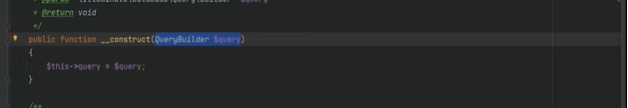 * @return void
*/
public function __construct(QueryBuilder $query)
{
$this->query = $query;
}
/**